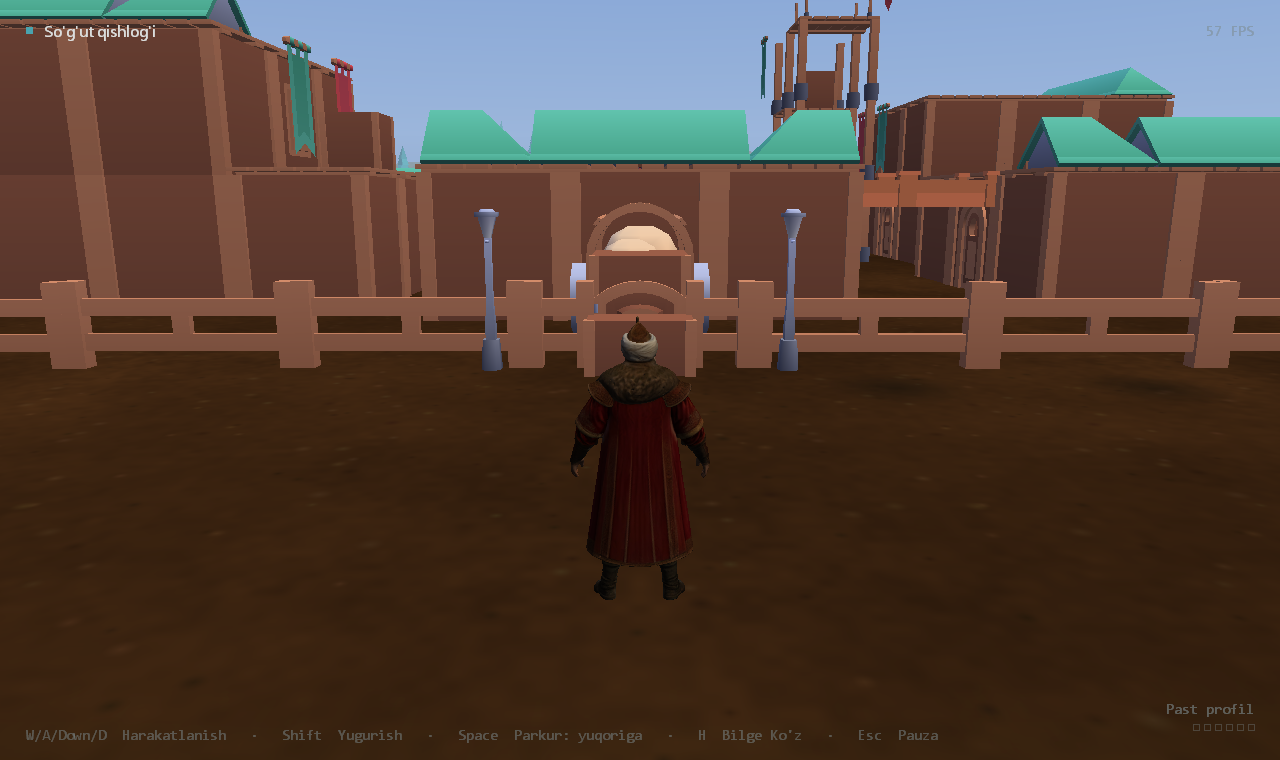 So'g'ut qishlog'i
57 FPS
Past profil
W/A/Down/D Harakatlanish · Shift Yugurish · Space Parkur: yuqoriga · H Bilge Ko'z · Esc Pauza